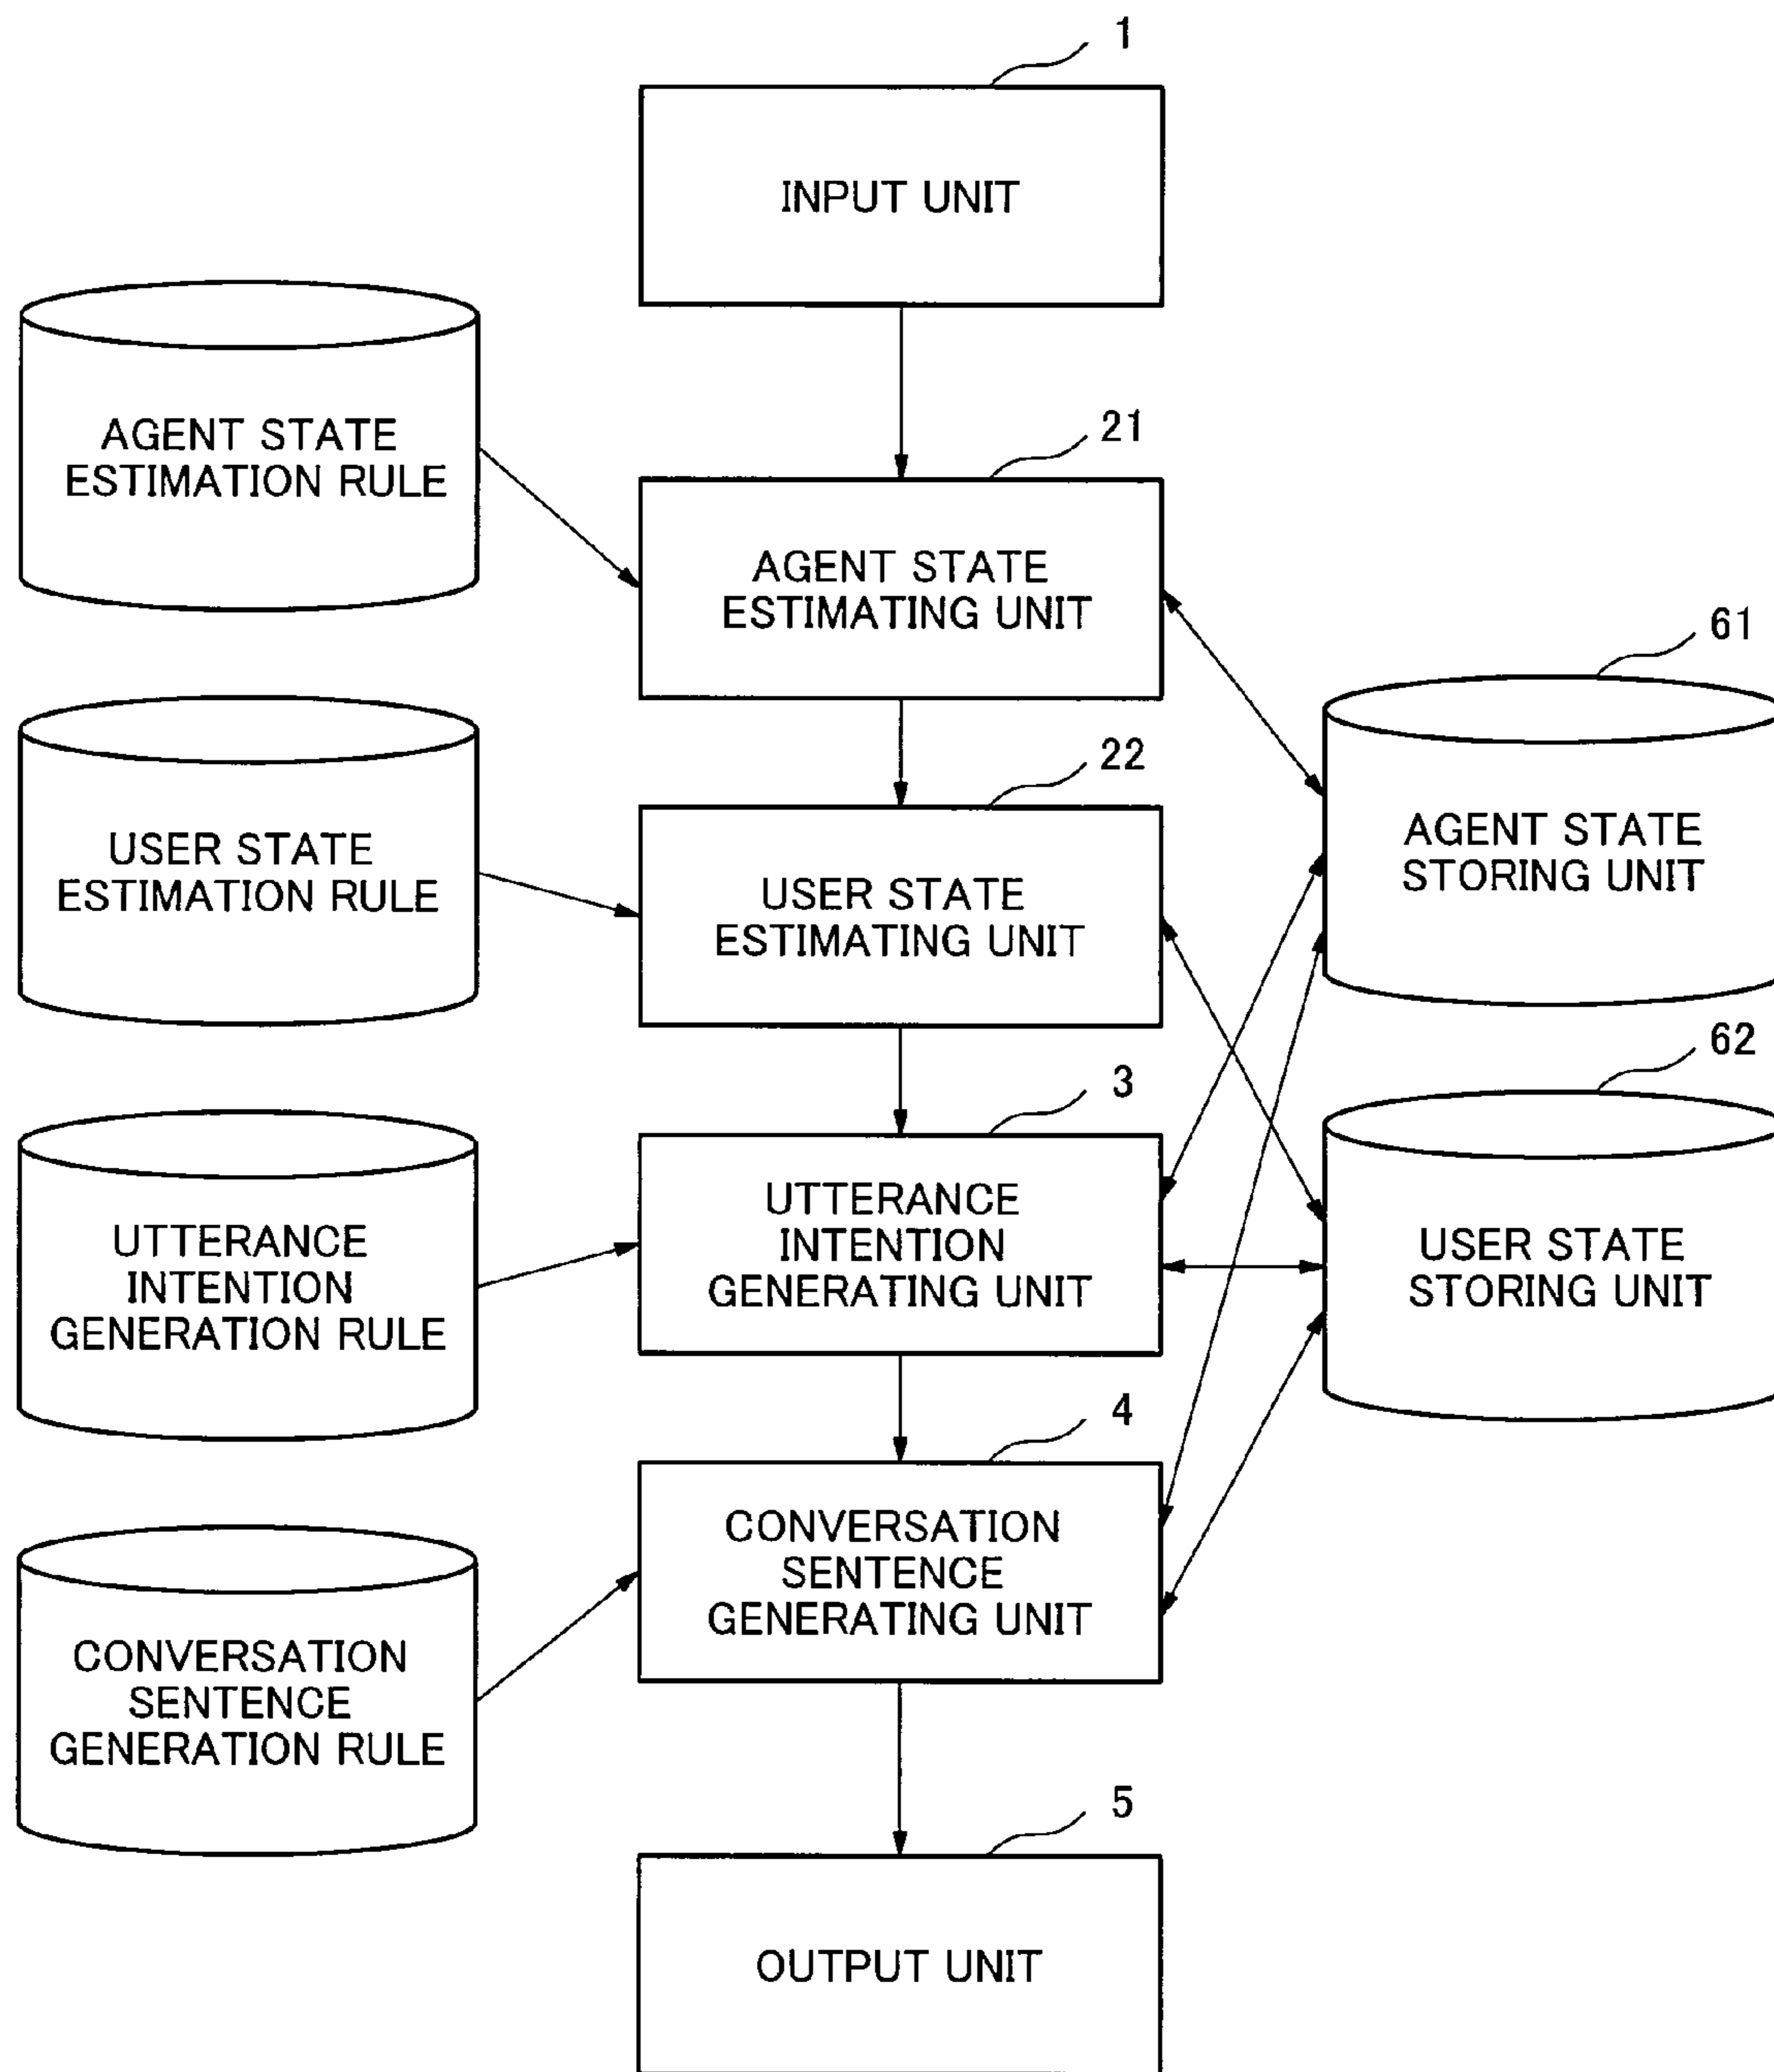 1
INPUT UNIT
AGENT STATE
ESTIMATION RULE
21
AGENT STATE
ESTIMATING UNIT
61
AGENT STATE
STORING UNIT
USER STATE
ESTIMATION RULE
22
USER STATE
ESTIMATING UNIT
62
USER STATE
STORING UNIT
UTTERANCE
INTENTION
GENERATION RULE
3
UTTERANCE
INTENTION
GENERATING UNIT
4
CONVERSATION
SENTENCE
GENERATING UNIT
CONVERSATION
SENTENCE
GENERATION RULE
5
OUTPUT UNIT